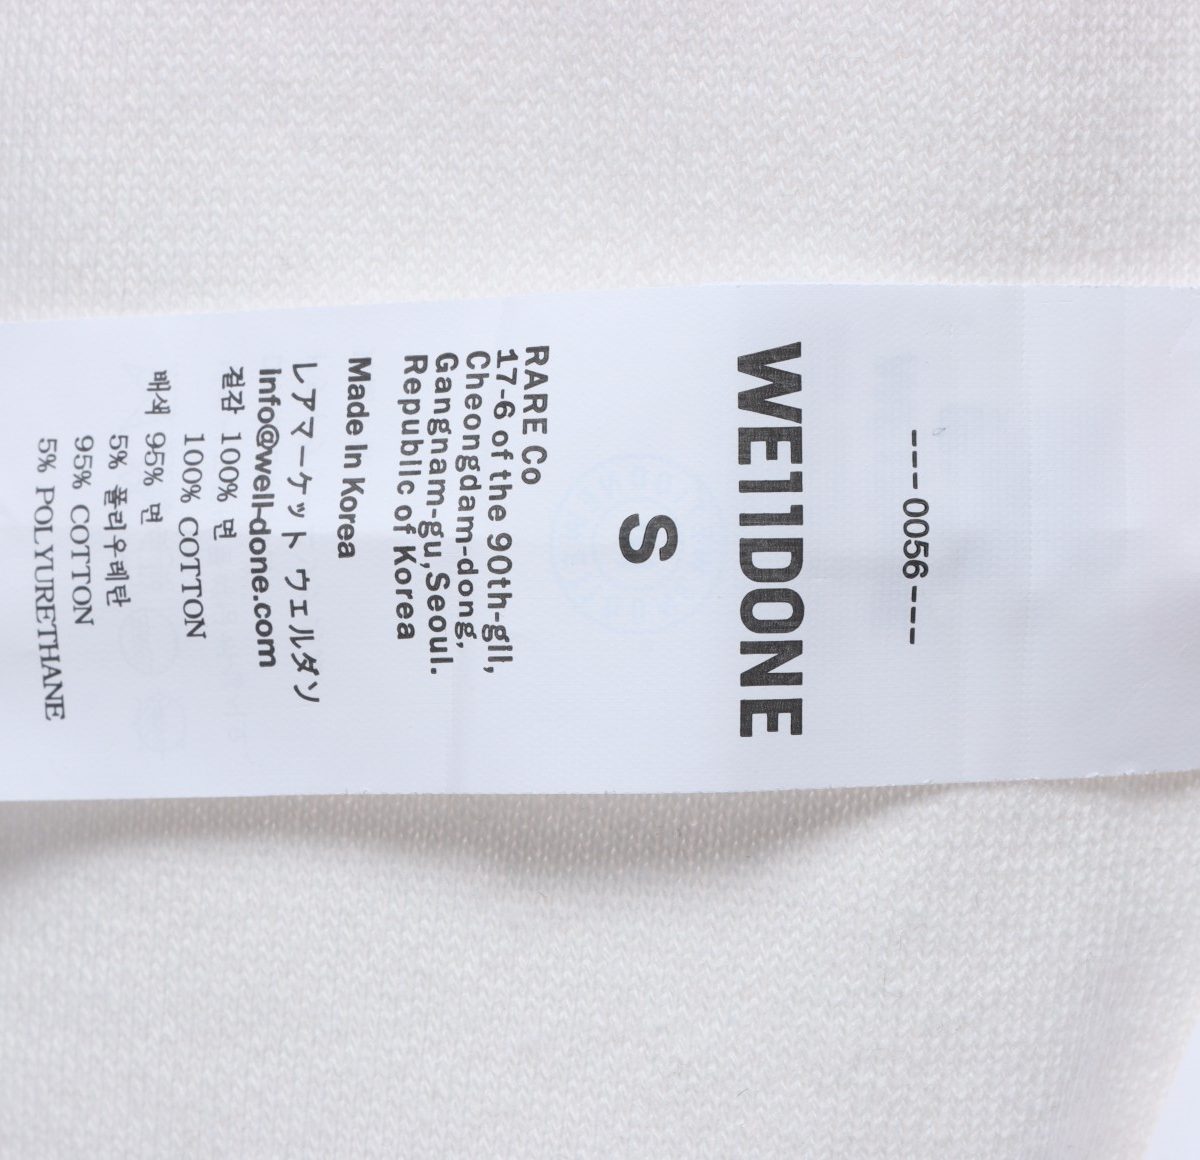 ---0056---
WE11DONE
S
RARE Co
17-6 of the 90th-gil,
Cheongdam-dong,
Gangnam-gu,Seoul.
Republic of Korea
Made In Korea
レアマーケット ウェルダン
Info@well-done.com
겉감 100% 면
100% COTTON
배색 95% 면
5% 폴리우레탄
95% COTTON
5% POLYURETHANE